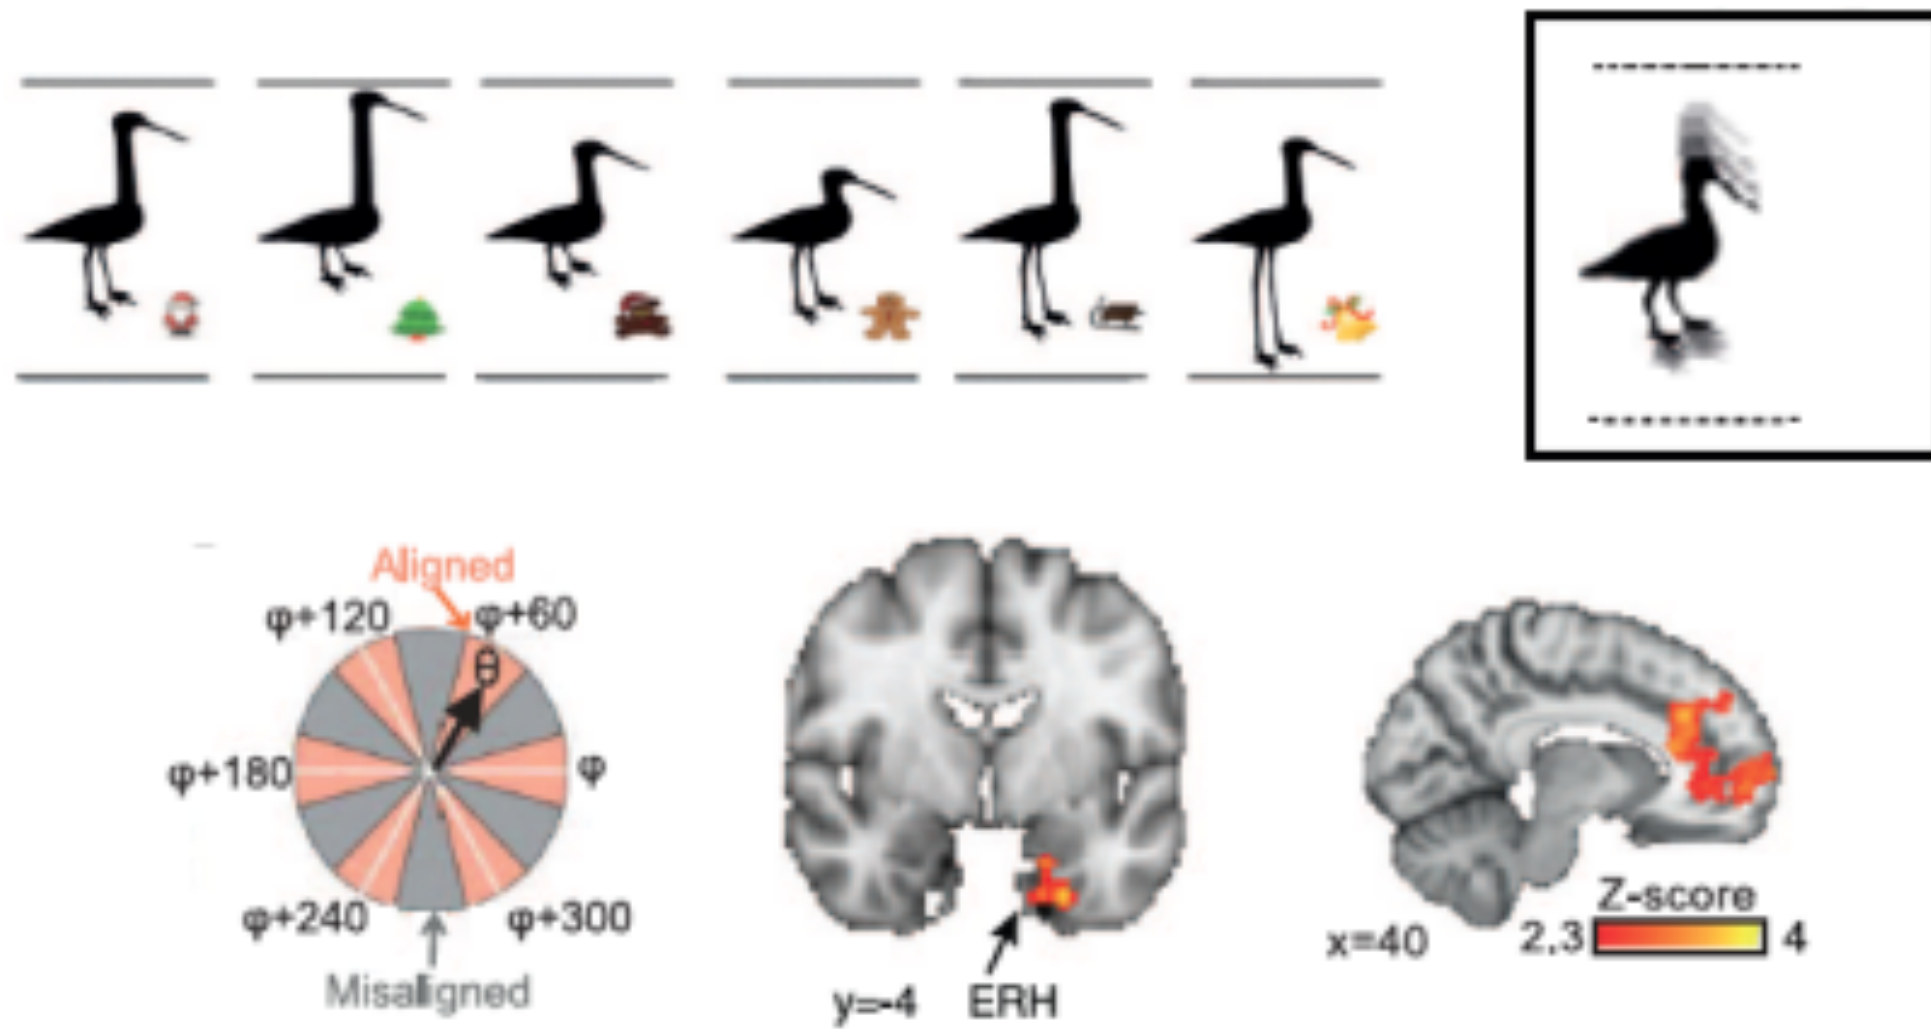 Aligned
φ+120
φ+60
θ
φ+180
φ
φ+240
φ+300
Misaligned
y=-4
ERH
x=40
Z-score
2.3
4